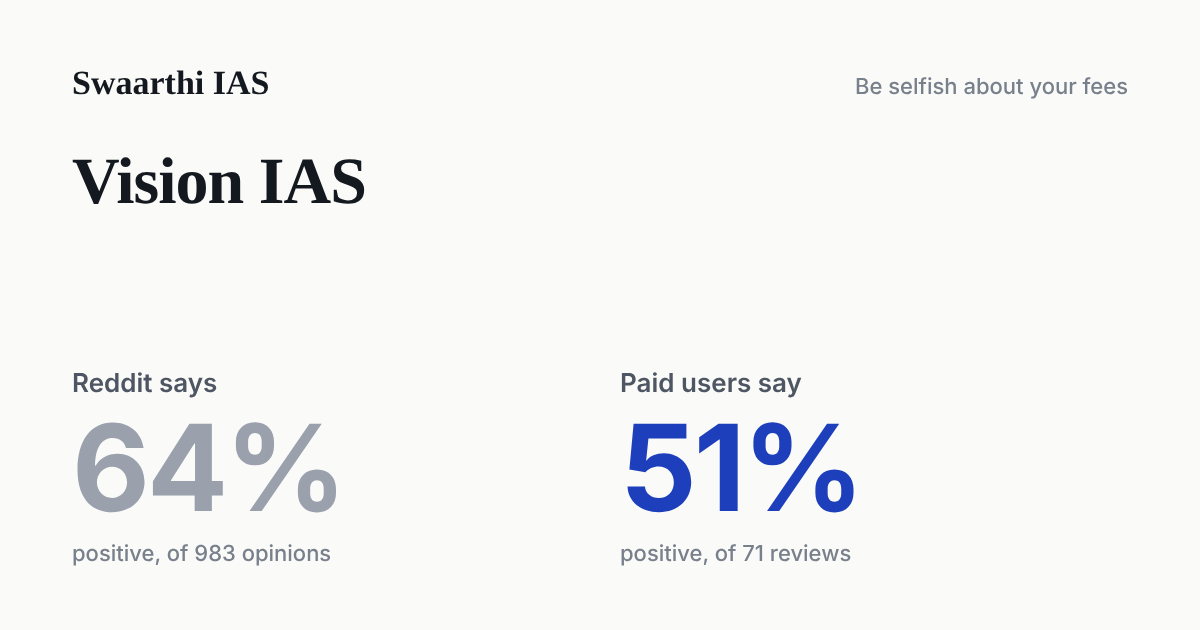 Swaarthi IAS
Be selfish about your fees
Vision IAS
Reddit says
64%
positive, of 983 opinions
Paid users say
51%
positive, of 71 reviews